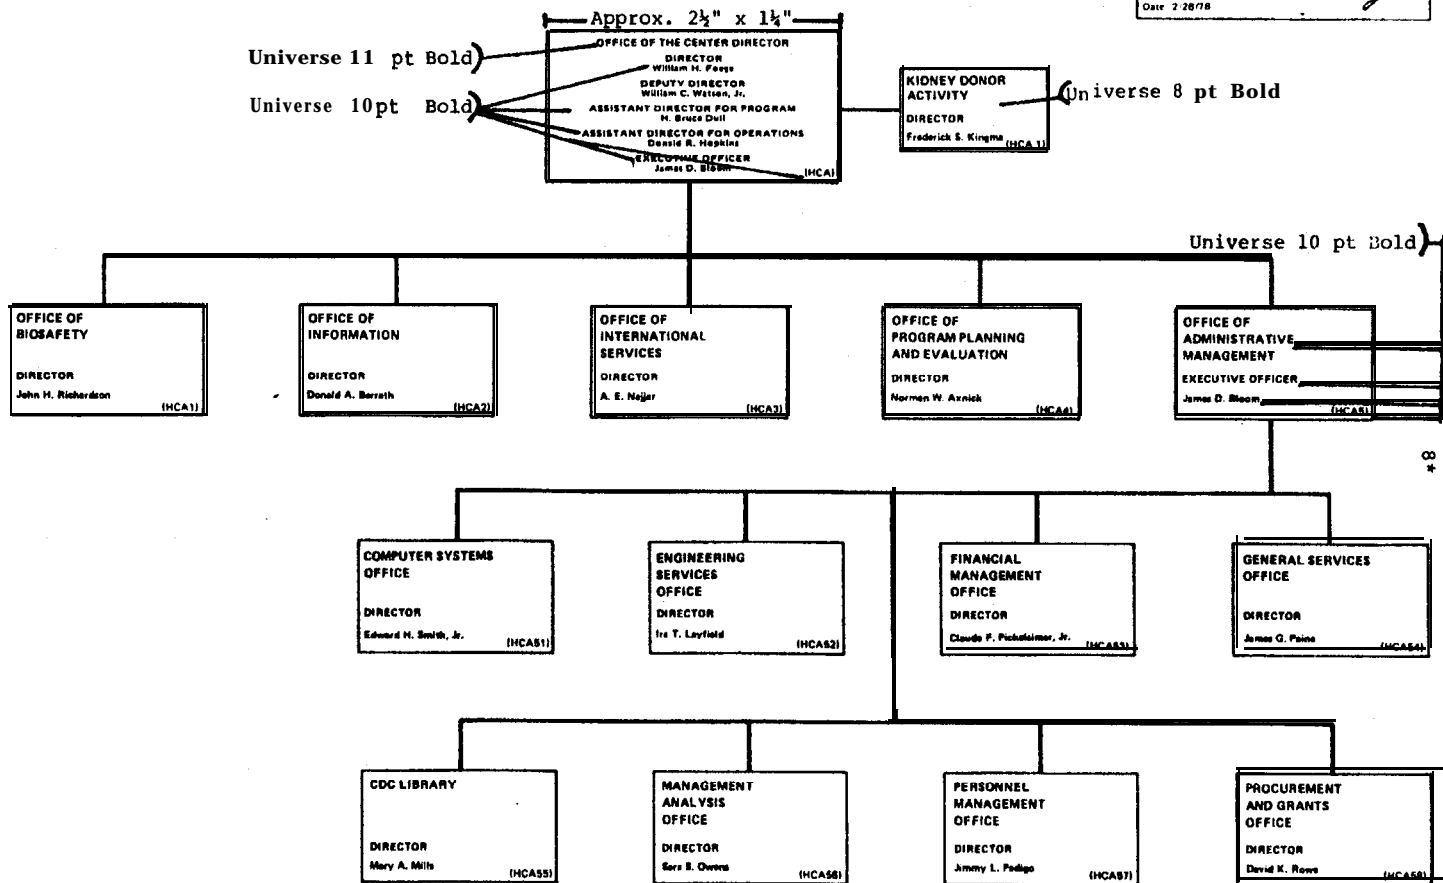 Date 2/28/78
Approx. 2½" x 1¼"
Universe 11 pt Bold)
OFFICE OF THE CENTER DIRECTOR
DIRECTOR
William H. Foege
DEPUTY DIRECTOR
William C. Watson, Jr.
Universe 10pt Bold)
ASSISTANT DIRECTOR FOR PROGRAM
H. Bruce Dull
ASSISTANT DIRECTOR FOR OPERATIONS
Donald R. Hopkins
EXECUTIVE OFFICER
James D. Bloom
(HCA)
KIDNEY DONOR
ACTIVITY
DIRECTOR
Frederick S. Kingma
(HCA 1)
(Universe 8 pt Bold
Universe 10 pt Bold)
OFFICE OF
BIOSAFETY
DIRECTOR
John H. Richardson
(HCA1)
OFFICE OF
INFORMATION
DIRECTOR
Donald A. Berreth
(HCA2)
OFFICE OF
INTERNATIONAL
SERVICES
DIRECTOR
A. E. Najjar
(HCA3)
OFFICE OF
PROGRAM PLANNING
AND EVALUATION
DIRECTOR
Norman W. Axnick
(HCA4)
OFFICE OF
ADMINISTRATIVE
MANAGEMENT
EXECUTIVE OFFICER
James D. Bloom
(HCA5)
8*
COMPUTER SYSTEMS
OFFICE
DIRECTOR
Edward H. Smith, Jr.
(HCA51)
ENGINEERING
SERVICES
OFFICE
DIRECTOR
Ira T. Layfield
(HCA52)
FINANCIAL
MANAGEMENT
OFFICE
DIRECTOR
Claude F. Pickelsimer, Jr.
(HCA53)
GENERAL SERVICES
OFFICE
DIRECTOR
James G. Paine
(HCA54)
CDC LIBRARY
DIRECTOR
Mary A. Mills
(HCA55)
MANAGEMENT
ANALYSIS
OFFICE
DIRECTOR
Sara S. Owens
(HCA56)
PERSONNEL
MANAGEMENT
OFFICE
DIRECTOR
Jimmy L. Padigo
(HCA57)
PROCUREMENT
AND GRANTS
OFFICE
DIRECTOR
David K. Rowe
(HCA58)